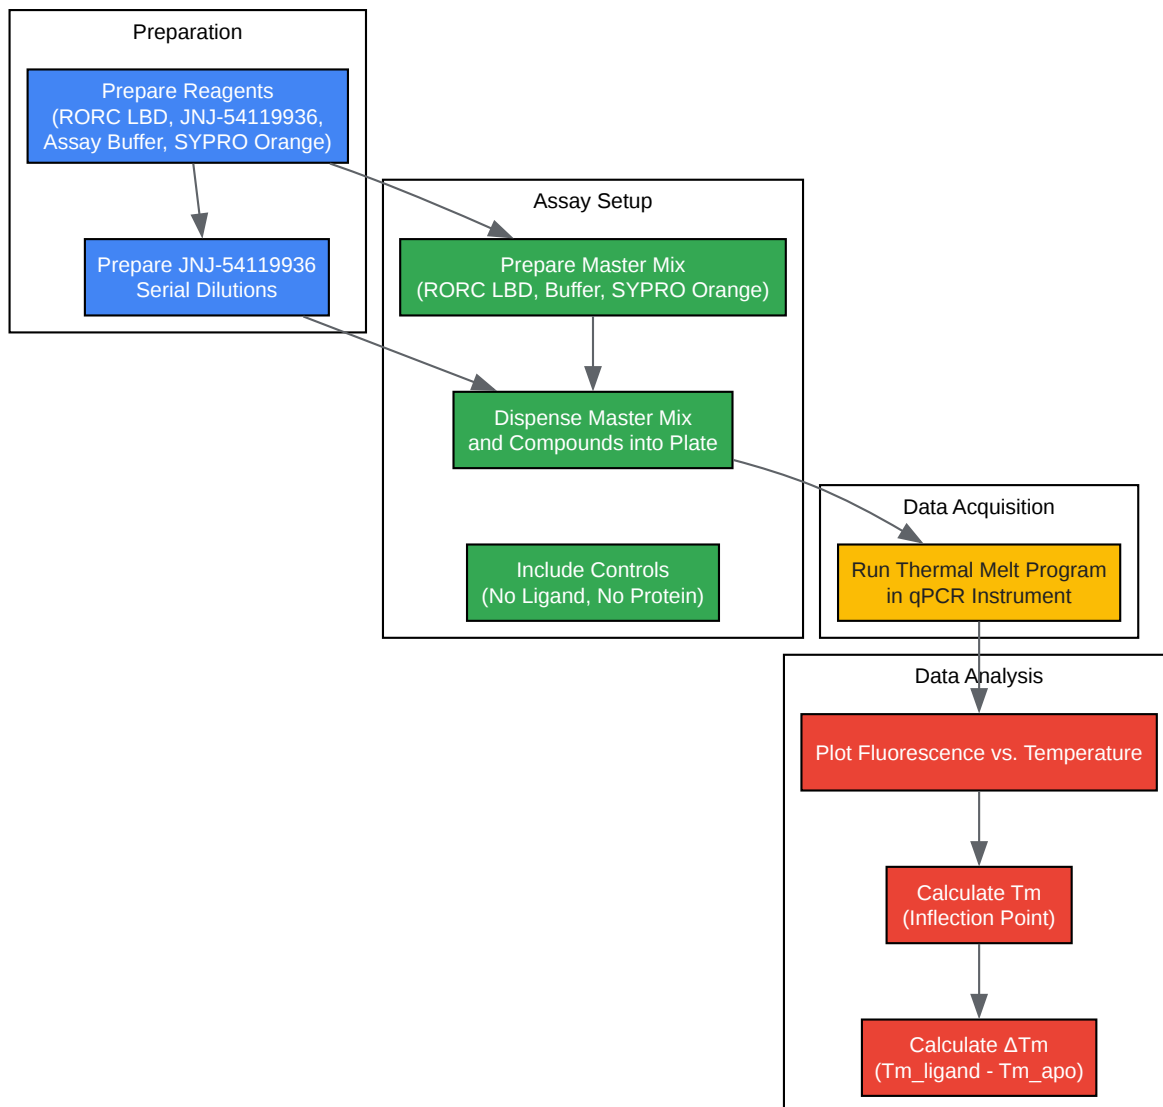 Preparation
Prepare Reagents
(RORC LBD, JNJ-54119936,
Assay Buffer, SYPRO Orange)
Prepare JNJ-54119936
Serial Dilutions
Assay Setup
Prepare Master Mix
(RORC LBD, Buffer, SYPRO Orange)
Dispense Master Mix
and Compounds into Plate
Include Controls
(No Ligand, No Protein)
Data Acquisition
Run Thermal Melt Program
in qPCR Instrument
Data Analysis
Plot Fluorescence vs. Temperature
Calculate Tm
(Inflection Point)
Calculate ΔTm
(Tm_ligand - Tm_apo)